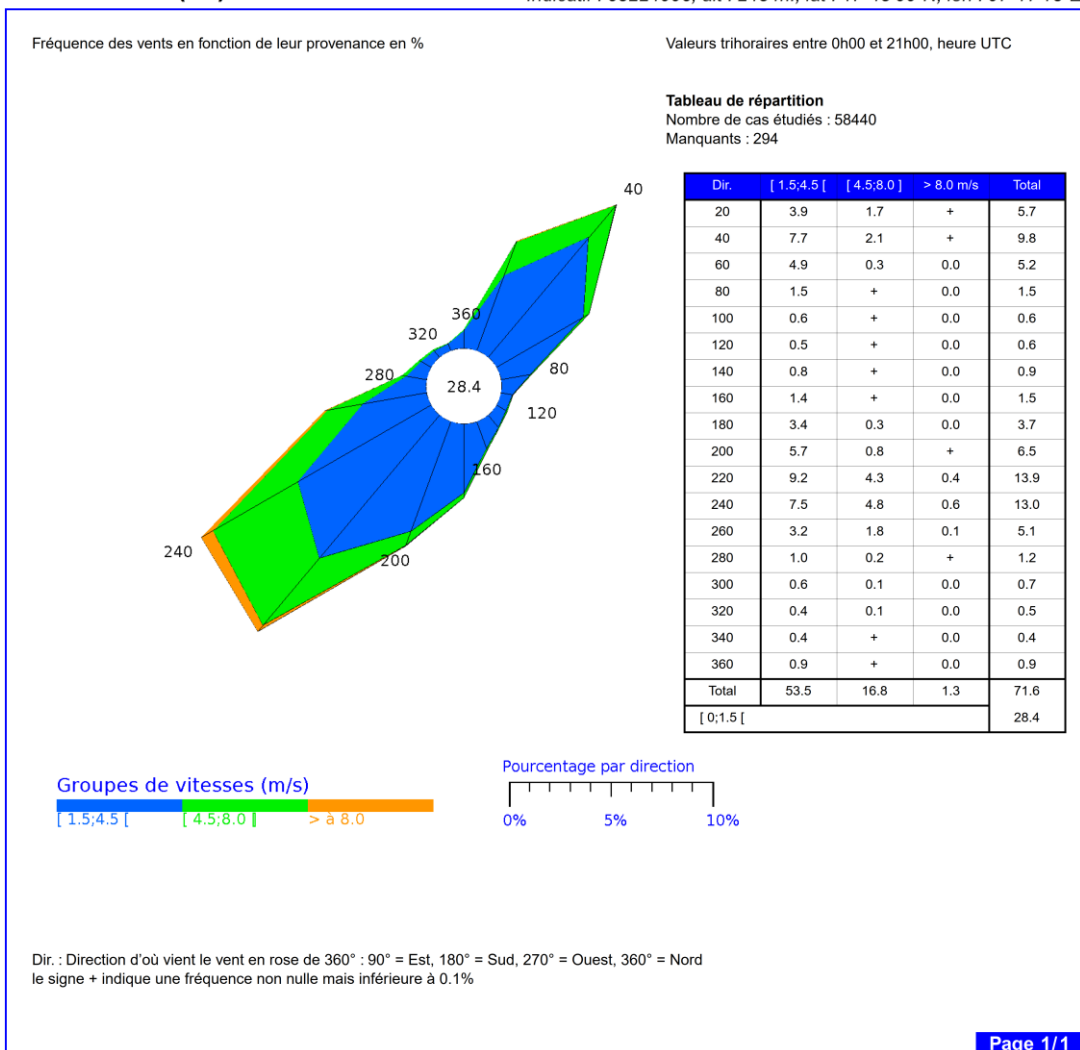 Fréquence des vents en fonction de leur provenance en %
Valeurs trihoraires entre 0h00 et 21h00, heure UTC
Tableau de répartition
Nombre de cas étudiés : 58440
Manquants : 294
40
360
320
280
28.4
80
120
160
240
200
Dir. [ 1.5;4.5 [ [ 4.5;8.0 ] > 8.0 m/s Total
20 3.9 1.7 + 5.7
40 7.7 2.1 + 9.8
60 4.9 0.3 0.0 5.2
80 1.5 + 0.0 1.5
100 0.6 + 0.0 0.6
120 0.5 + 0.0 0.6
140 0.8 + 0.0 0.9
160 1.4 + 0.0 1.5
180 3.4 0.3 0.0 3.7
200 5.7 0.8 + 6.5
220 9.2 4.3 0.4 13.9
240 7.5 4.8 0.6 13.0
260 3.2 1.8 0.1 5.1
280 1.0 0.2 + 1.2
300 0.6 0.1 0.0 0.7
320 0.4 0.1 0.0 0.5
340 0.4 + 0.0 0.4
360 0.9 + 0.0 0.9
Total 53.5 16.8 1.3 71.6
[ 0;1.5 [ 28.4
Groupes de vitesses (m/s)
[ 1.5;4.5 [ [ 4.5;8.0 ] > à 8.0
Pourcentage par direction
0% 5% 10%
Dir. : Direction d'où vient le vent en rose de 360° : 90° = Est, 180° = Sud, 270° = Ouest, 360° = Nord
le signe + indique une fréquence non nulle mais inférieure à 0.1%
Page 1/1